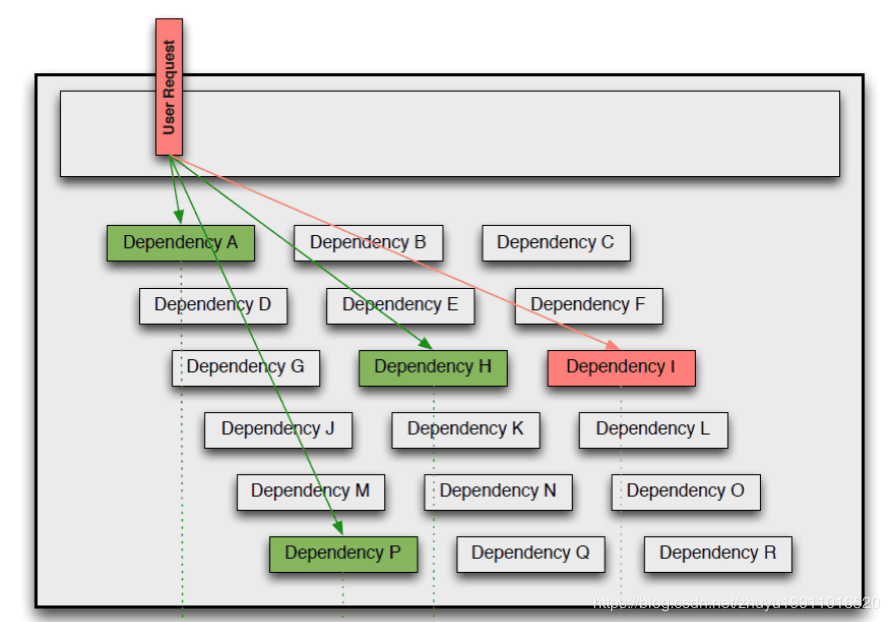 User Request
Dependency A
Dependency B
Dependency C
Dependency D
Dependency E
Dependency F
Dependency G
Dependency H
Dependency I
Dependency J
Dependency K
Dependency L
Dependency M
Dependency N
Dependency O
Dependency P
Dependency Q
Dependency R
https://blog.csdn.net/zhuyu19911016520